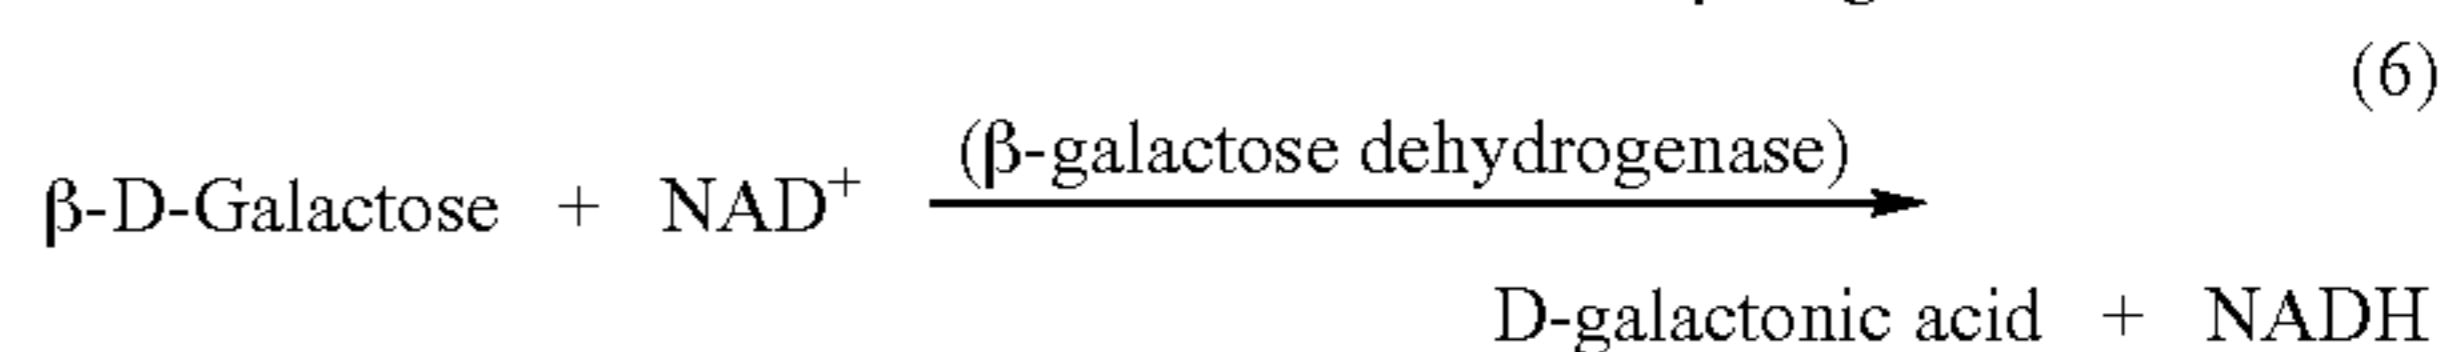 (6)
(β-galactose dehydrogenase)
β-D-Galactose + NAD⁺
D-galactonic acid + NADH